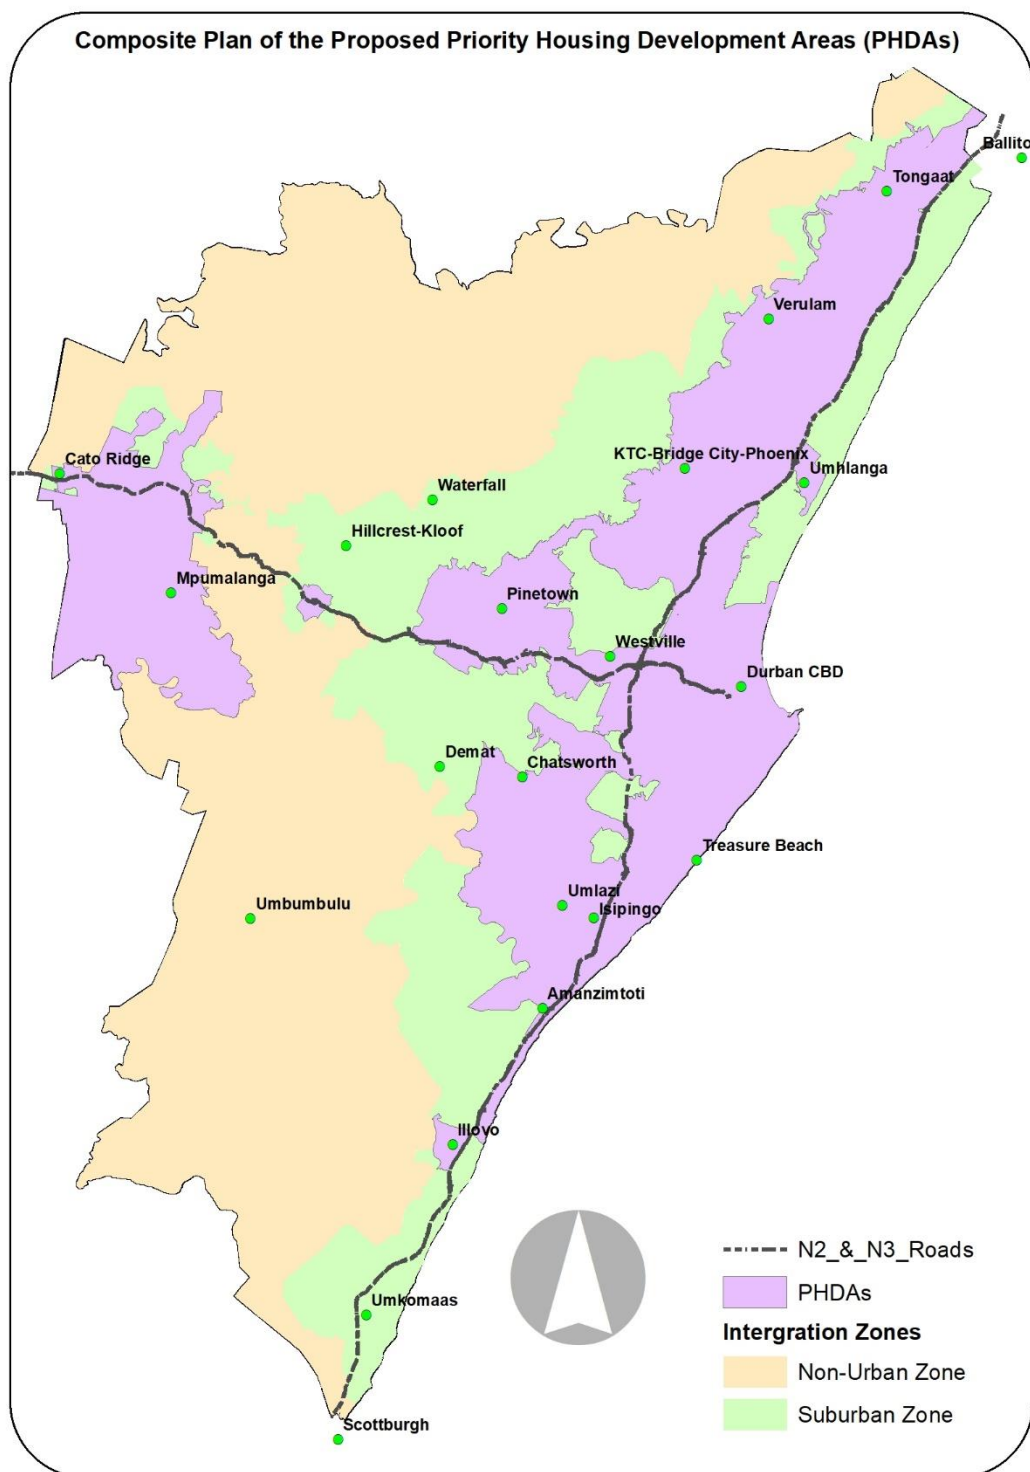 Composite Plan of the Proposed Priority Housing Development Areas (PHDAs)
Ballito
Tongaat
Verulam
KTC-Bridge City-Phoenix
Umhlanga
Cato Ridge
Waterfall
Hillcrest-Kloof
Mpumalanga
Pinetown
Westville
Durban CBD
Demat
Chatsworth
Treasure Beach
Umlazi
Isipingo
Umbumbulu
Amanzimtoti
Illovo
Umkomaas
Scottburgh
N2_&_N3_Roads
PHDAs
Intergration Zones
Non-Urban Zone
Suburban Zone